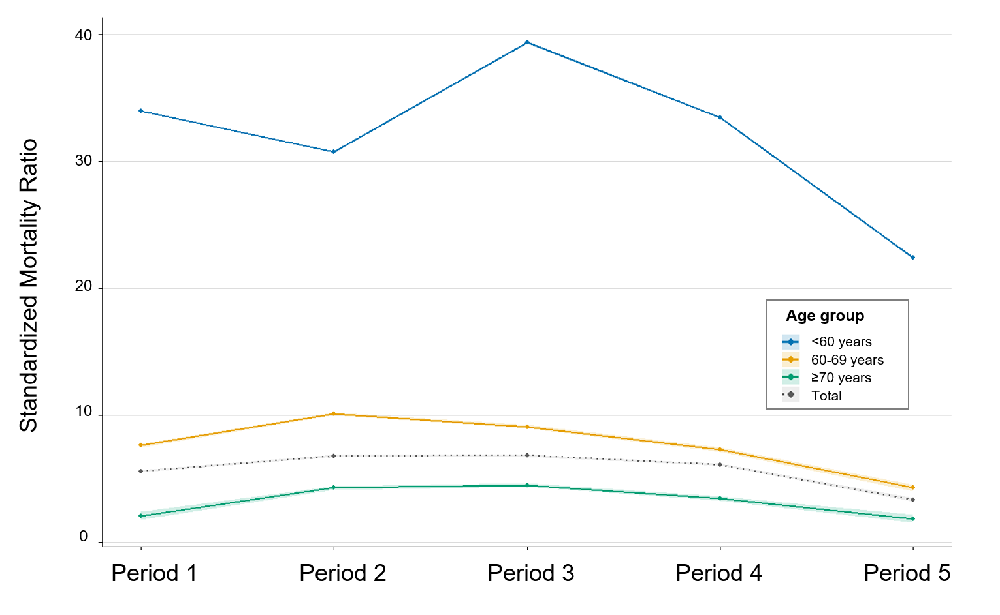 Standardized Mortality Ratio
40
30
20
10
0
Age group
<60 years
60-69 years
≥70 years
Total
Period 1
Period 2
Period 3
Period 4
Period 5